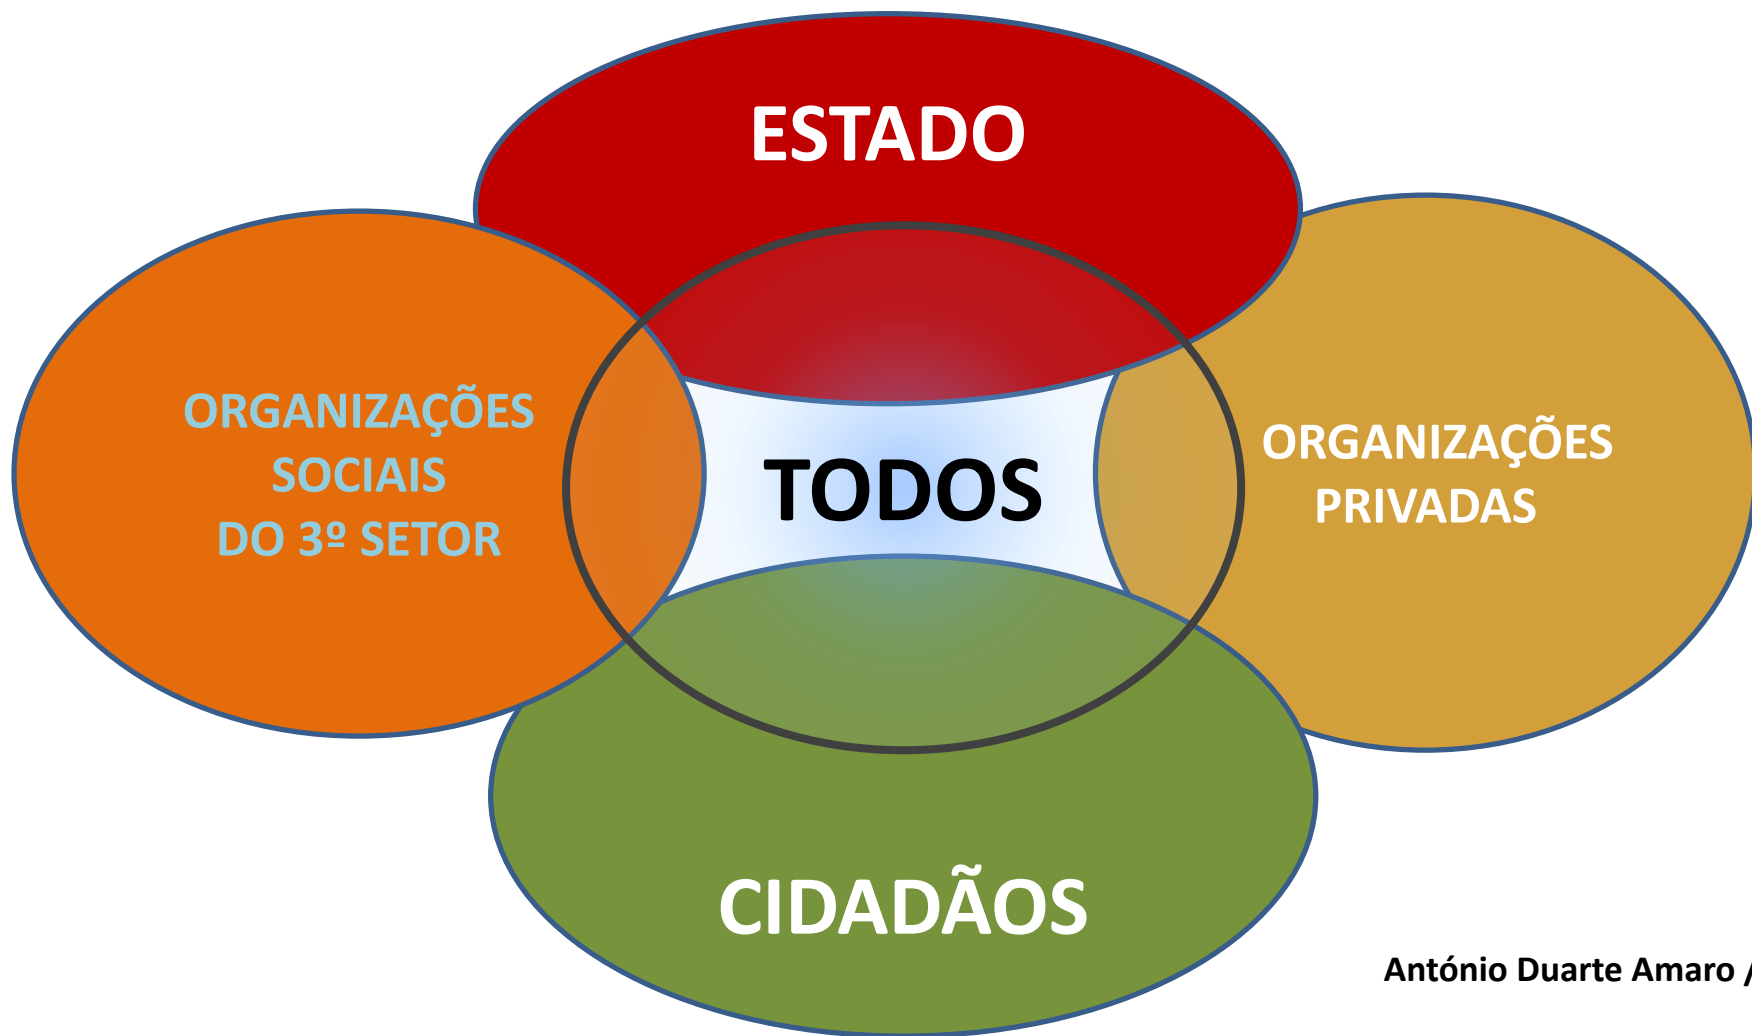 ESTADO
ORGANIZAÇÕES
SOCIAIS
DO 3º SETOR
TODOS
ORGANIZAÇÕES
PRIVADAS
CIDADÃOS
António Duarte Amaro /